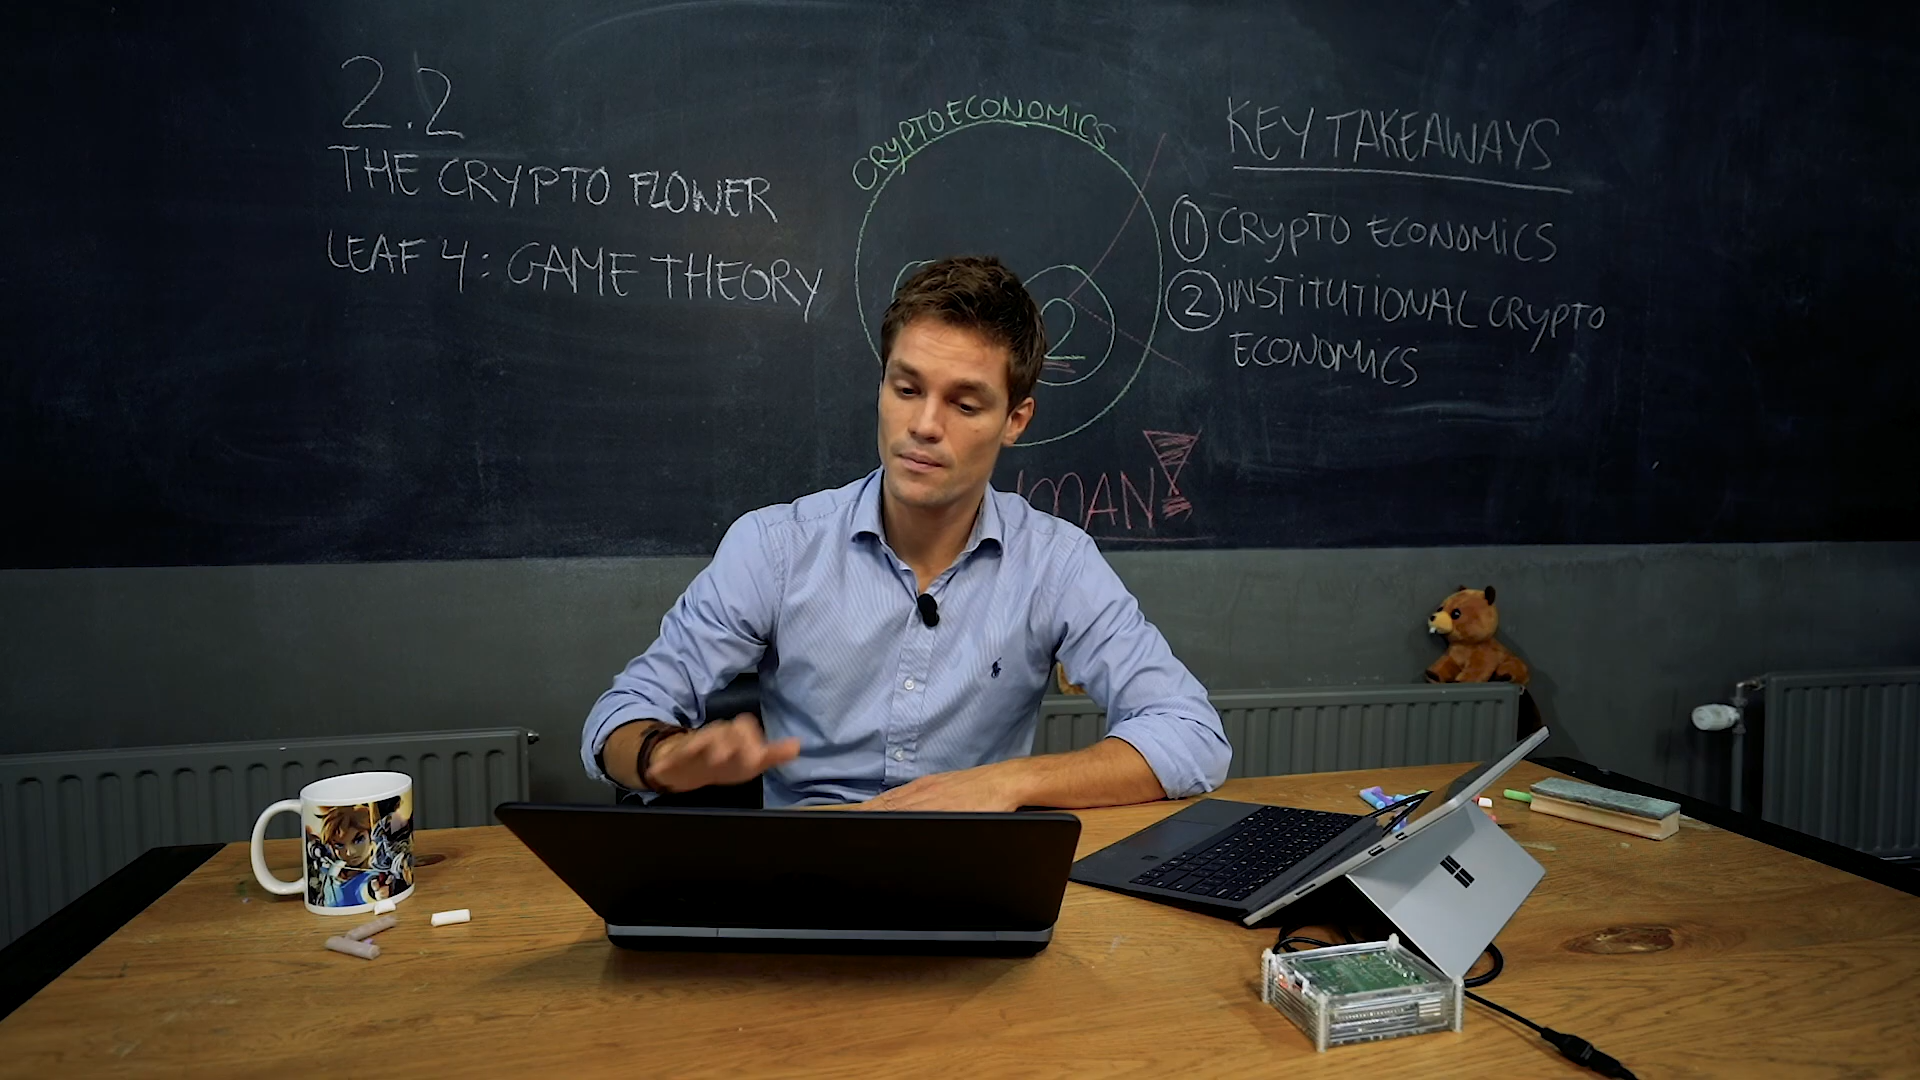 2.2
THE CRYPTO FLOWER
LEAF 4: GAME THEORY
CRYPTOECONOMICS
2
KEY TAKEAWAYS
1 CRYPTO ECONOMICS
2 INSTITUTIONAL CRYPTO
ECONOMICS